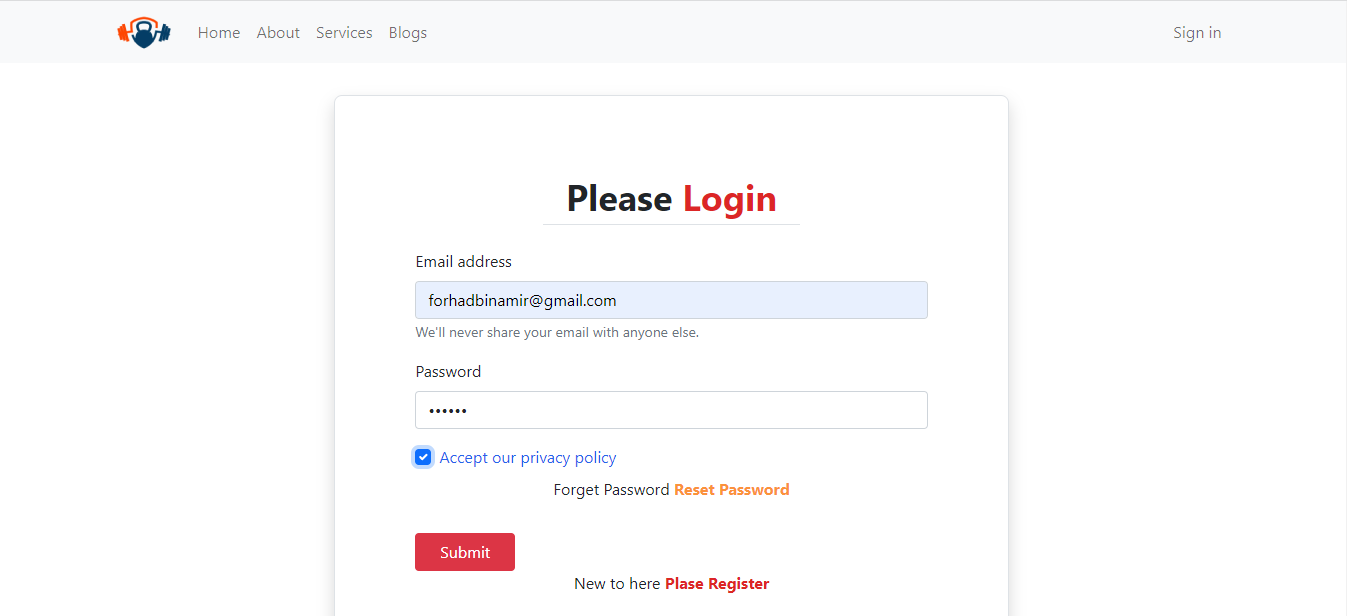 Home About Services Blogs Sign in
Please Login
Email address
forhadbinamir@gmail.com
We'll never share your email with anyone else.
Password
••••••
Accept our privacy policy
Forget Password Reset Password
Submit
New to here Plase Register